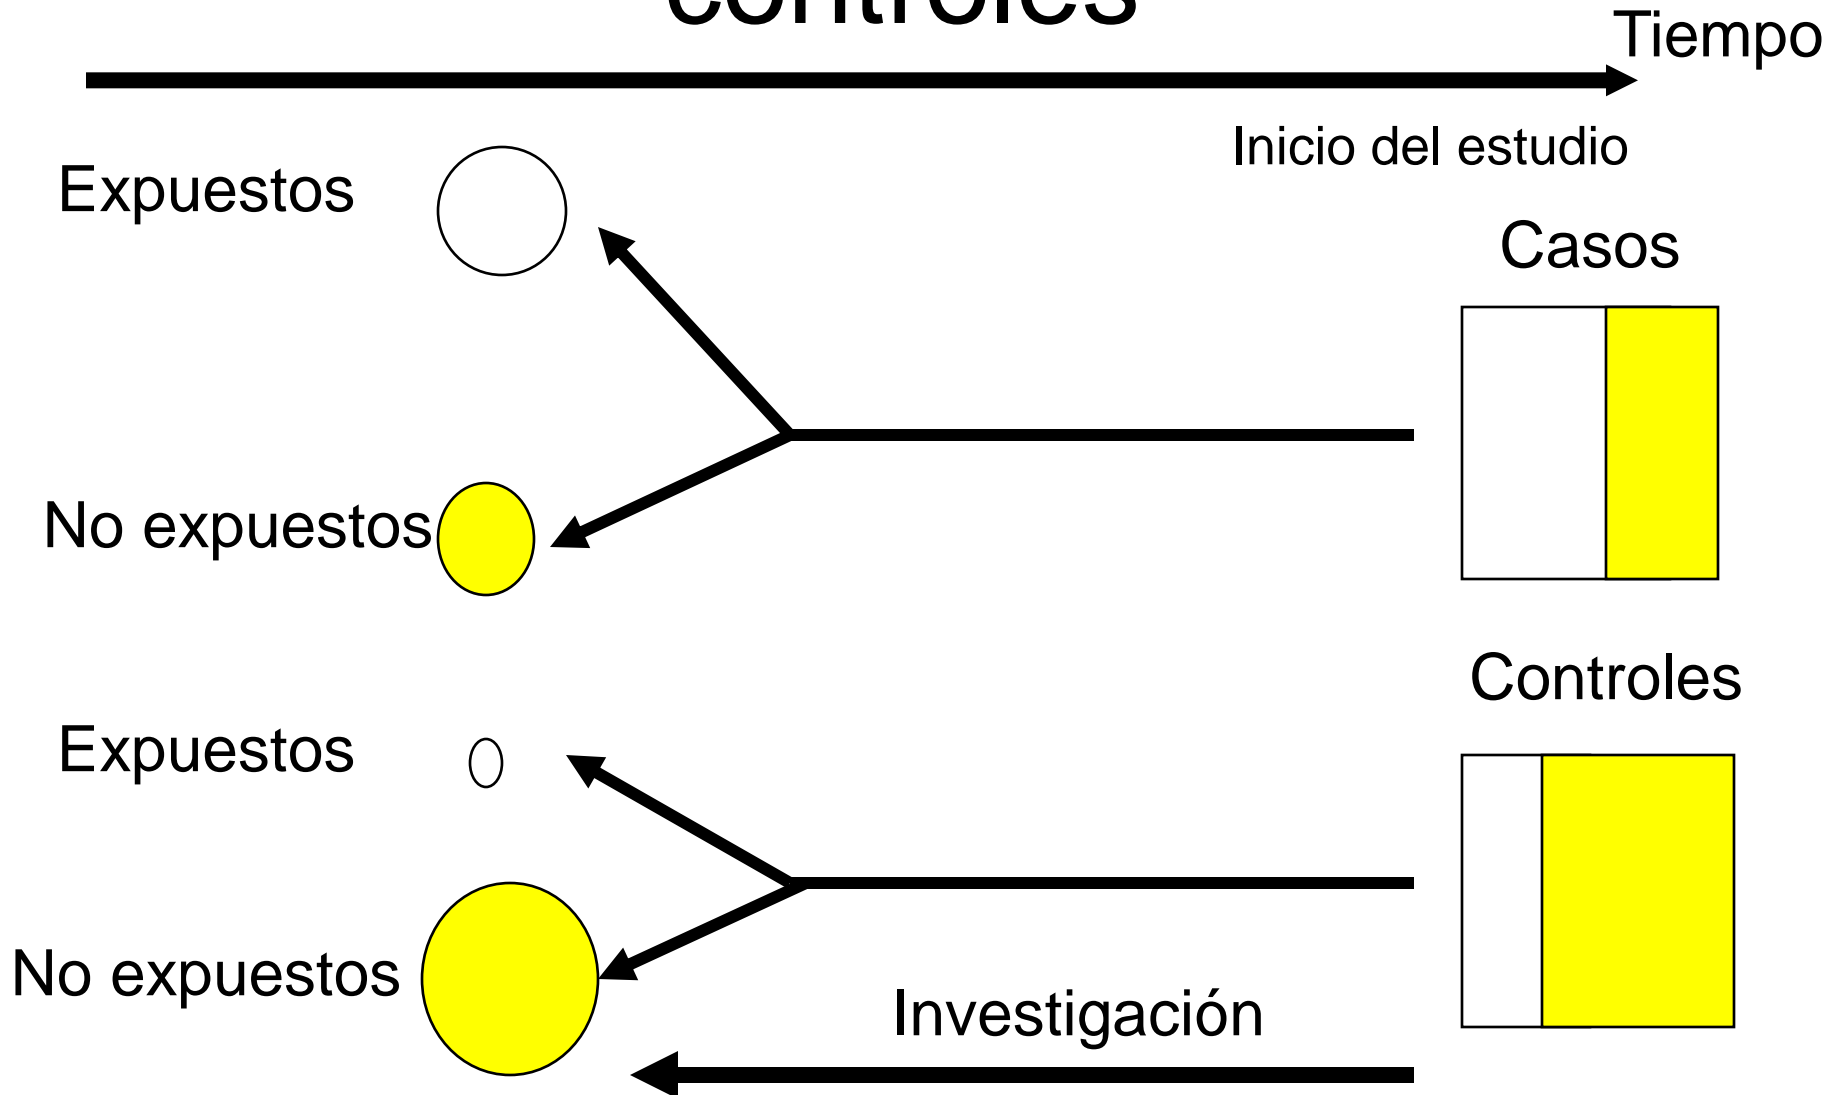 controles
Tiempo
Inicio del estudio
Expuestos
Casos
No expuestos
Controles
Expuestos
No expuestos
Investigación